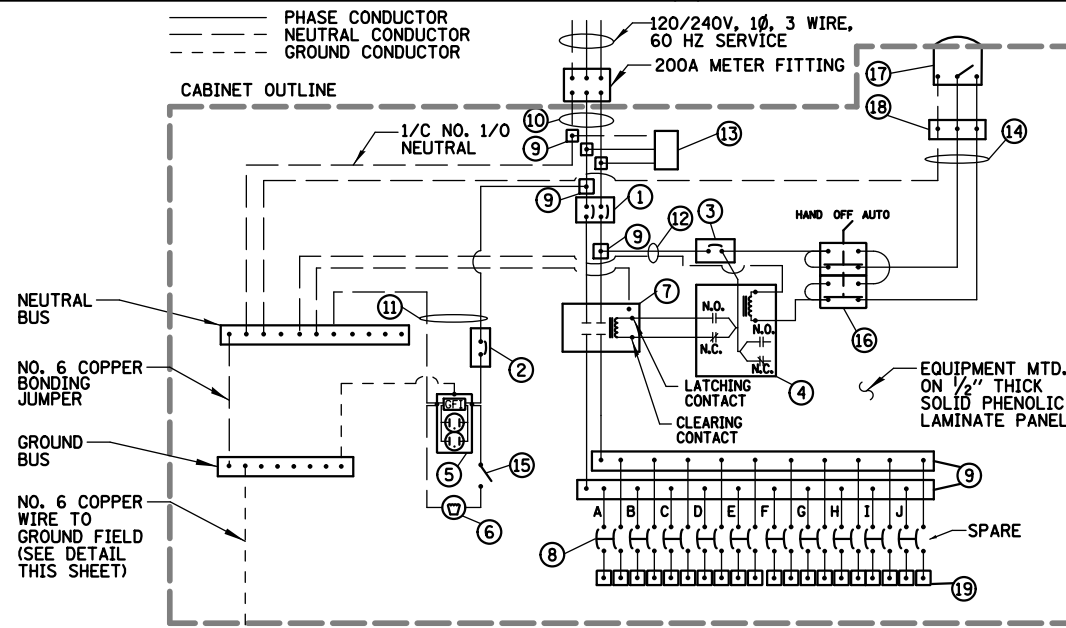 PHASE CONDUCTOR
NEUTRAL CONDUCTOR
GROUND CONDUCTOR
120/240V, 1Ø, 3 WIRE,
60 HZ SERVICE
200A METER FITTING
CABINET OUTLINE
17
18
10
1/C NO. 1/0
NEUTRAL
9
13
14
9
1
12
3
HAND OFF AUTO
9
7
NEUTRAL
BUS
11
N.O.
N.O.
N.C.
N.C.
16
2
4
NO. 6 COPPER
BONDING
JUMPER
LATCHING
CONTACT
EQUIPMENT MTD.
ON 1/2" THICK
SOLID PHENOLIC
LAMINATE PANEL
GFI
CLEARING
CONTACT
GROUND
BUS
5
15
9
NO. 6 COPPER
WIRE TO
GROUND FIELD
(SEE DETAIL
THIS SHEET)
6
A B C D E F G H I J
8
SPARE
19